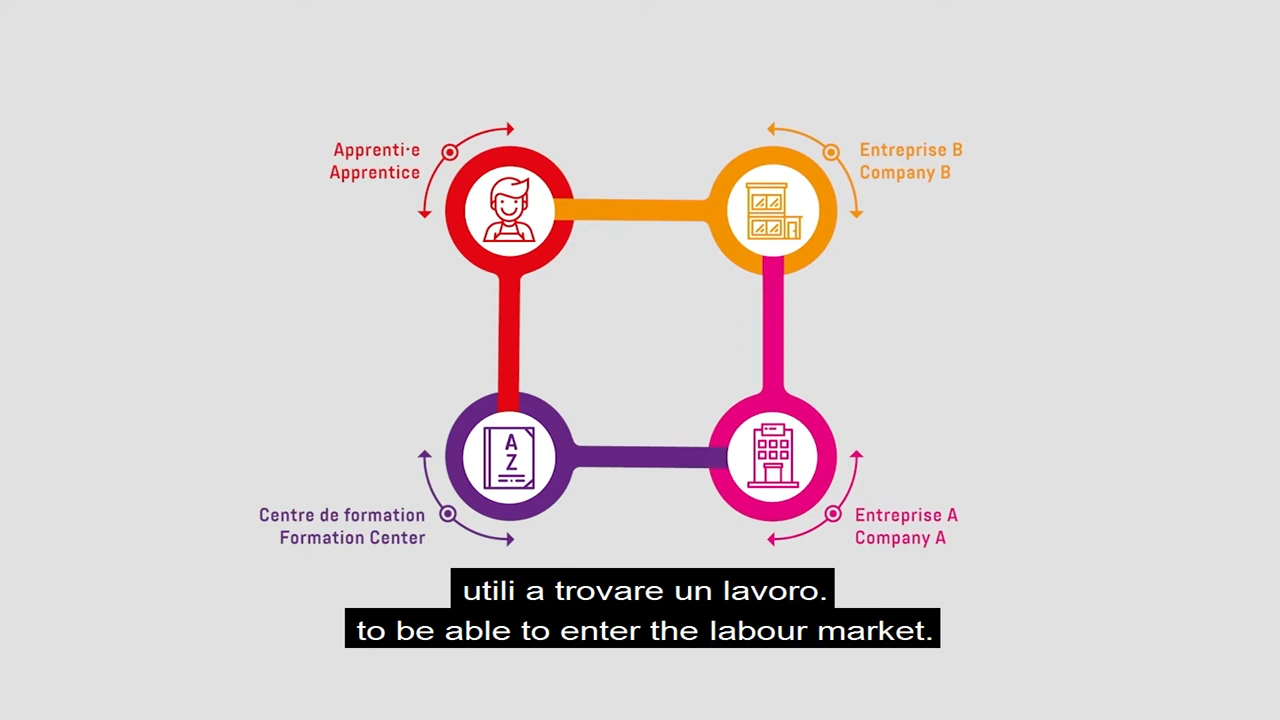 Apprenti·e
Apprentice
Entreprise B
Company B
A
Z
Centre de formation
Formation Center
Entreprise A
Company A
utili a trovare un lavoro.
to be able to enter the labour market.